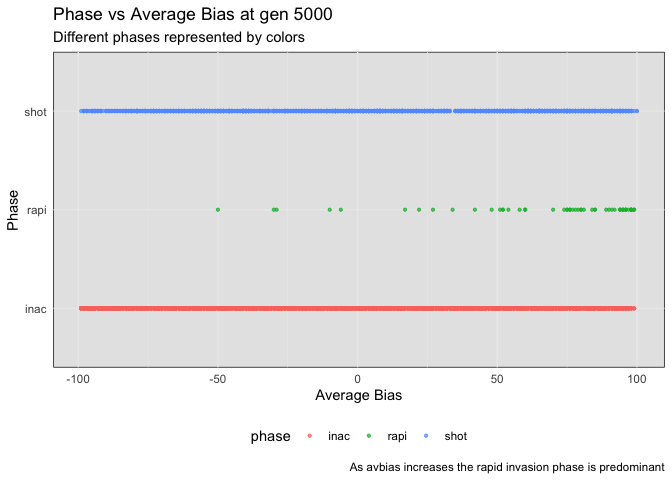 Phase vs Average Bias at gen 5000
Different phases represented by colors
shot
rapi
inac
Phase
-100 -50 0 50 100
Average Bias
phase inac rapi shot
As avbias increases the rapid invasion phase is predominant